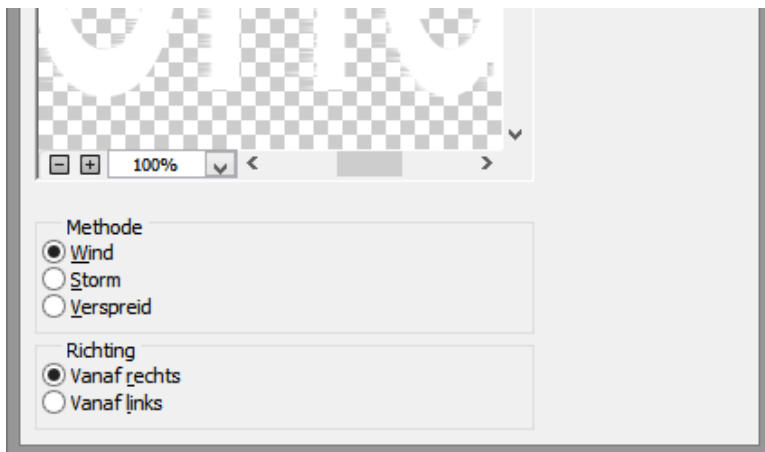 100%
Methode
Wind
Storm
Verspreid
Richting
Vanaf rechts
Vanaf links